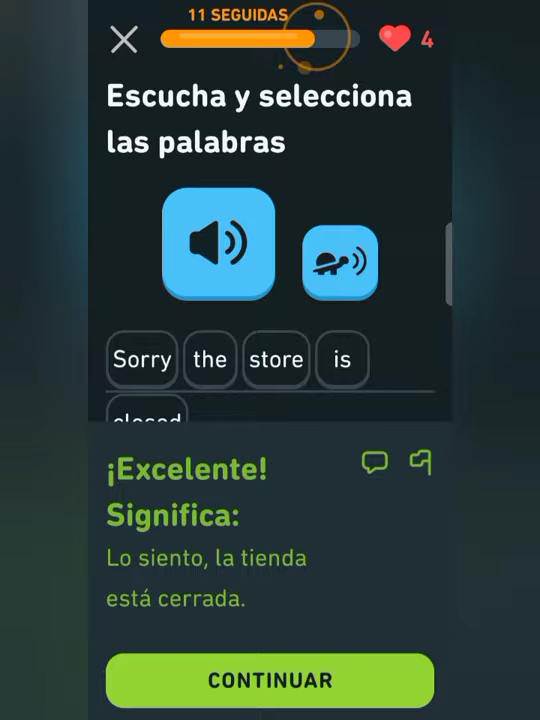 11 SEGUIDAS
4
Escucha y selecciona
las palabras
Sorry the store is
closed
¡Excelente!
Significa:
Lo siento, la tienda
está cerrada.
CONTINUAR